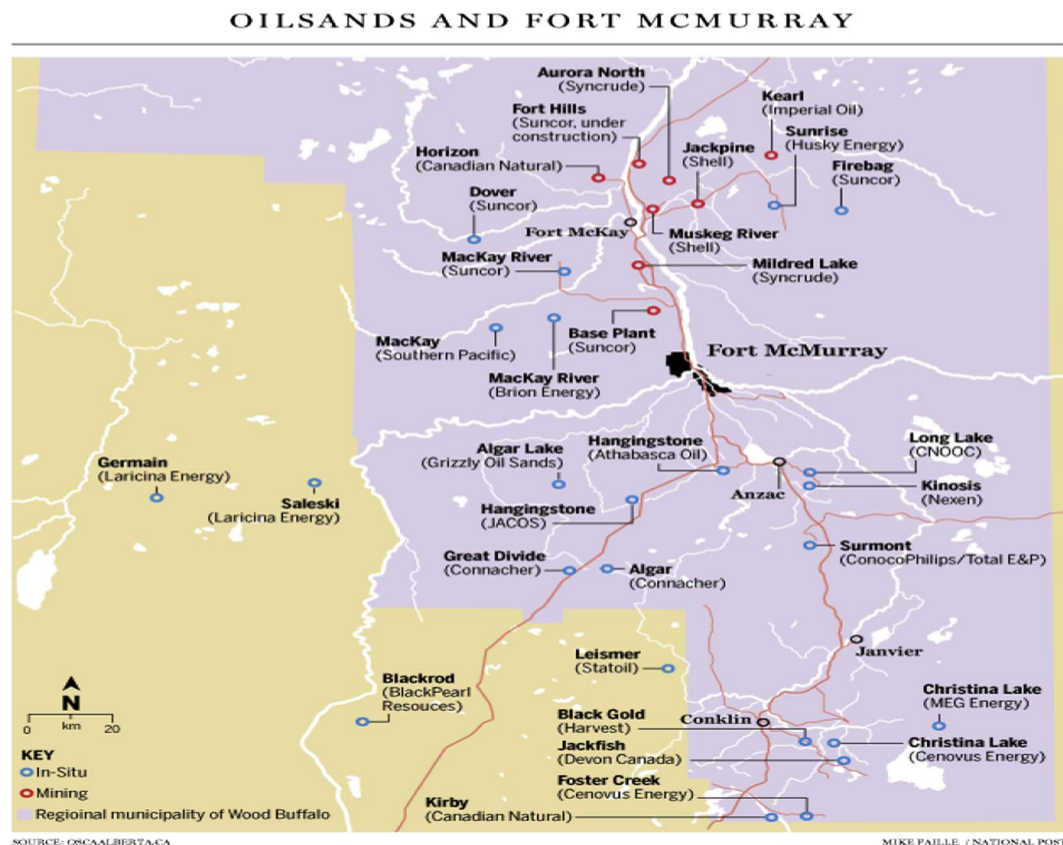 OILSANDS AND FORT MCMURRAY
Aurora North
(Syncrude)
Kearl
(Imperial Oil)
Fort Hills
(Suncor, under
construction)
Sunrise
(Husky Energy)
Horizon
(Canadian Natural)
Jackpine
(Shell)
Firebag
(Suncor)
Dover
(Suncor)
Fort McKay
Muskeg River
(Shell)
MacKay River
(Suncor)
Mildred Lake
(Syncrude)
MacKay
(Southern Pacific)
Base Plant
(Suncor)
Fort McMurray
MacKay River
(Brion Energy)
Germain
(Laricina Energy)
Saleski
(Laricina Energy)
Algar Lake
(Grizzly Oil Sands)
Hangingstone
(Athabasca Oil)
Long Lake
(CNOOC)
Anzac
Kinosis
(Nexen)
Hangingstone
(JACOS)
Great Divide
(Connacher)
Algar
(Connacher)
Surmont
(ConocoPhilips/Total E&P)
Janvier
Leismer
(Statoil)
Blackrod
(BlackPearl
Resouces)
Christina Lake
(MEG Energy)
Black Gold
(Harvest)
Conklin
Jackfish
(Devon Canada)
Christina Lake
(Cenovus Energy)
Foster Creek
(Cenovus Energy)
Kirby
(Canadian Natural)
N
km
0 20
KEY
In-Situ
Mining
Regioinal municipality of Wood Buffalo
SOURCE: OSCAALBERTA.CA
MIKE FAILLE / NATIONAL POST